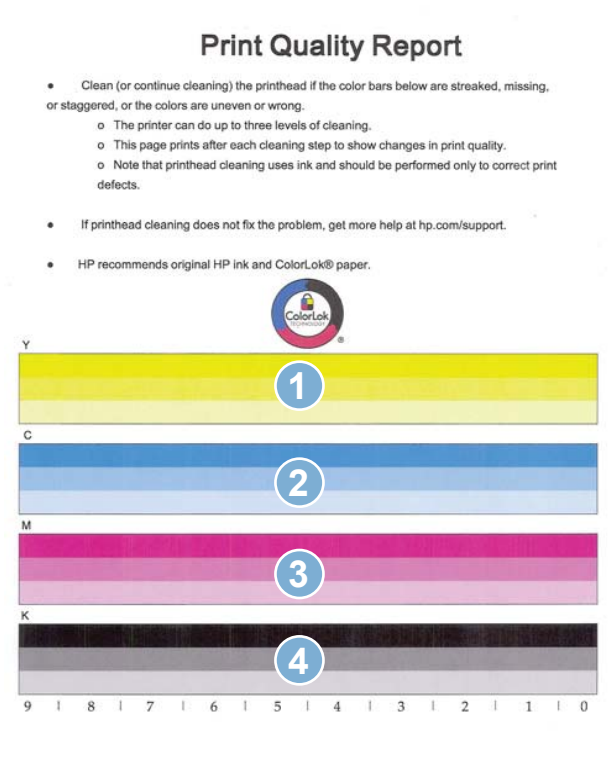 Print Quality Report
• Clean (or continue cleaning) the printhead if the color bars below are streaked, missing,
or staggered, or the colors are uneven or wrong.
o The printer can do up to three levels of cleaning.
o This page prints after each cleaning step to show changes in print quality.
o Note that printhead cleaning uses ink and should be performed only to correct print
defects.
• If printhead cleaning does not fix the problem, get more help at hp.com/support.
• HP recommends original HP ink and ColorLok® paper.
ColorLok
TECHNOLOGY
®
Y
1
C
2
M
3
K
4
9 | 8 | 7 | 6 | 5 | 4 | 3 | 2 | 1 | 0